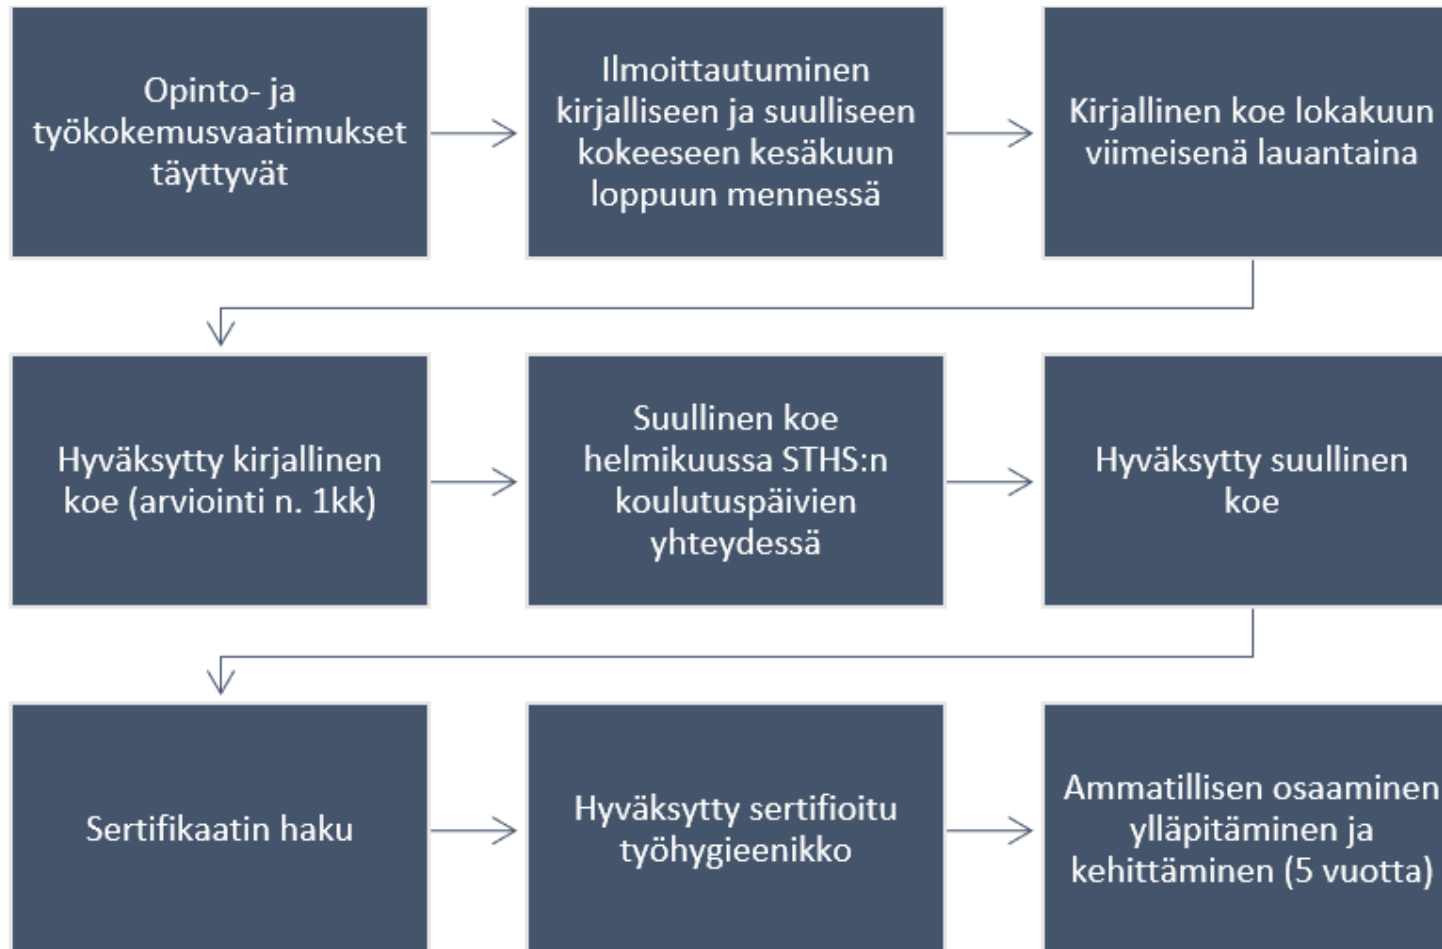 Opinto- ja
työkokemusvaatimukset
täyttyvät
Ilmoittautuminen
kirjalliseen ja suulliseen
kokeeseen kesäkuun
loppuun mennessä
Kirjallinen koe lokakuun
viimeisenä lauantaina
Hyväksytty kirjallinen
koe (arviointi n. 1kk)
Suullinen koe
helmikuussa STHS:n
koulutuspäivien
yhteydessä
Hyväksytty suullinen
koe
Sertifikaatin haku
Hyväksytty sertifioitu
työhygieenikko
Ammatillisen osaaminen
ylläpitäminen ja
kehittäminen (5 vuotta)